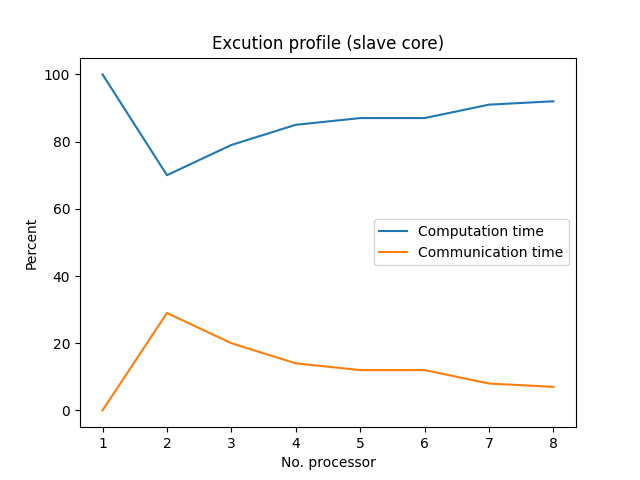 Excution profile (slave core)
100
80
60
40
20
0
Percent
Computation time
Communication time
1 2 3 4 5 6 7 8
No. processor